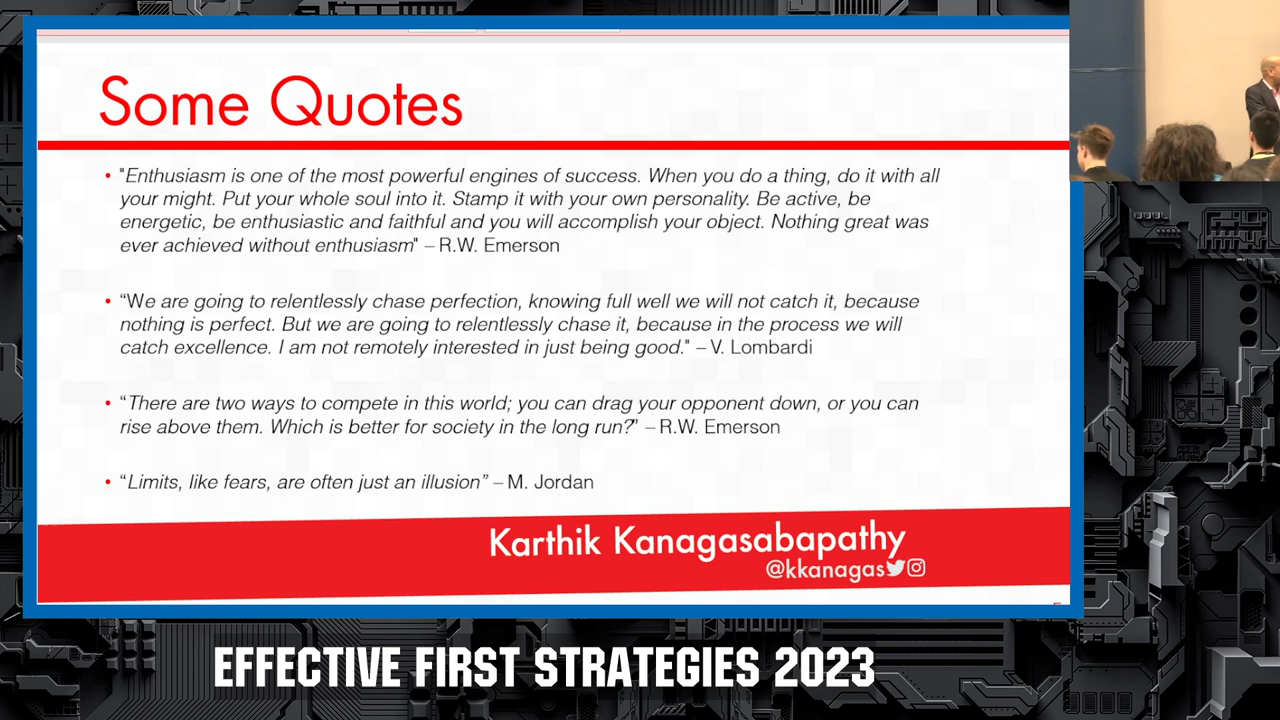 Some Quotes
• "Enthusiasm is one of the most powerful engines of success. When you do a thing, do it with all
your might. Put your whole soul into it. Stamp it with your own personality. Be active, be
energetic, be enthusiastic and faithful and you will accomplish your object. Nothing great was
ever achieved without enthusiasm" – R.W. Emerson
• “We are going to relentlessly chase perfection, knowing full well we will not catch it, because
nothing is perfect. But we are going to relentlessly chase it, because in the process we will
catch excellence. I am not remotely interested in just being good." – V. Lombardi
• “There are two ways to compete in this world; you can drag your opponent down, or you can
rise above them. Which is better for society in the long run?” – R.W. Emerson
• “Limits, like fears, are often just an illusion” – M. Jordan
Karthik Kanagasabapathy
@kkanagas
EFFECTIVE FIRST STRATEGIES 2023